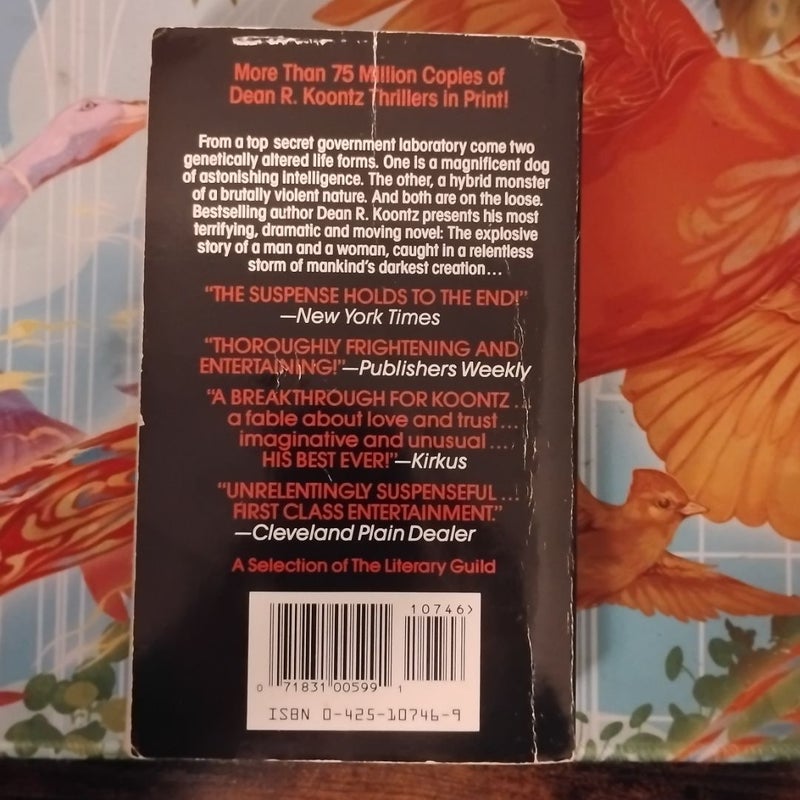 More Than 75 Million Copies of
Dean R. Koontz Thrillers in Print!
From a top secret government laboratory come two
genetically altered life forms. One is a magnificent dog
of astonishing intelligence. The other, a hybrid monster
of a brutally violent nature. And both are on the loose.
Bestselling author Dean R. Koontz presents his most
terrifying, dramatic and moving novel: The explosive
story of a man and a woman, caught in a relentless
storm of mankind's darkest creation...
"THE SUSPENSE HOLDS TO THE END!"
—New York Times
"THOROUGHLY FRIGHTENING AND
ENTERTAINING!"—Publishers Weekly
"A BREAKTHROUGH FOR KOONTZ...
a fable about love and trust...
imaginative and unusual...
HIS BEST EVER!"—Kirkus
"UNRELENTINGLY SUSPENSEFUL...
FIRST CLASS ENTERTAINMENT."
—Cleveland Plain Dealer
A Selection of The Literary Guild
10746>
0 71831 00599 1
ISBN 0-425-10746-9